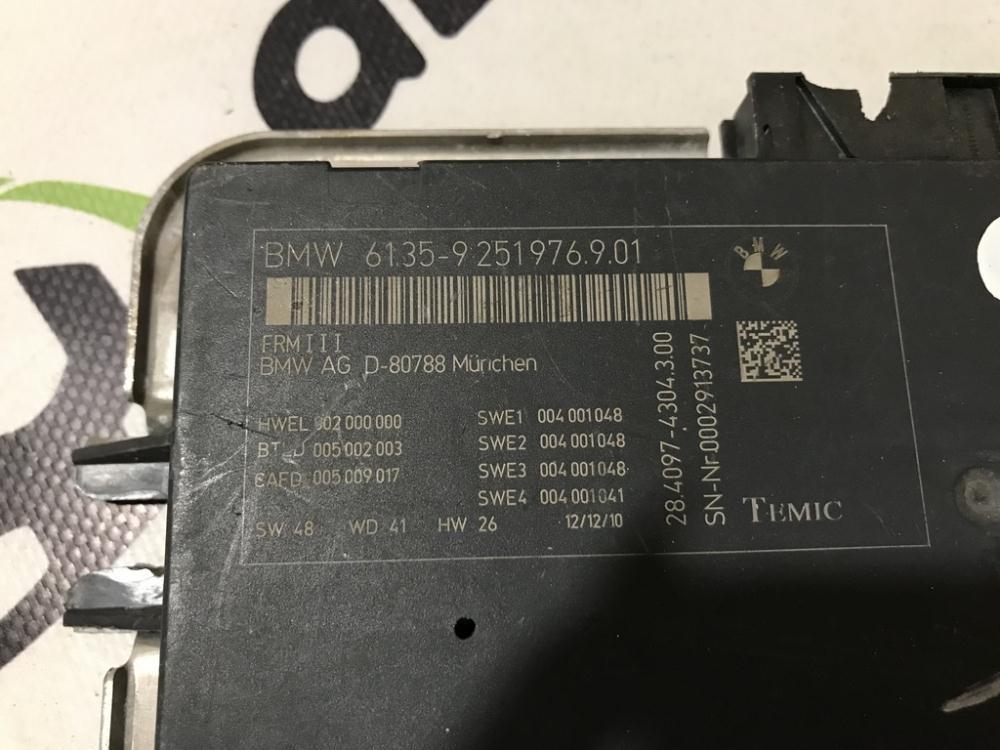 BMW 6135-9 251976.9.01
BMW
FRMIII
BMW AG D-80788 München
HWEL 002 000 000
005 002 003
CAFD 005 009 017
SWE1 004 001 048
SWE2 004 001 048
SWE3 004 001 048
SWE4 004 001 041
SW 48 WD 41 HW 26 12/12/10
28.4097-4304.3.00
SN-Nr.0002913737
TEMIC